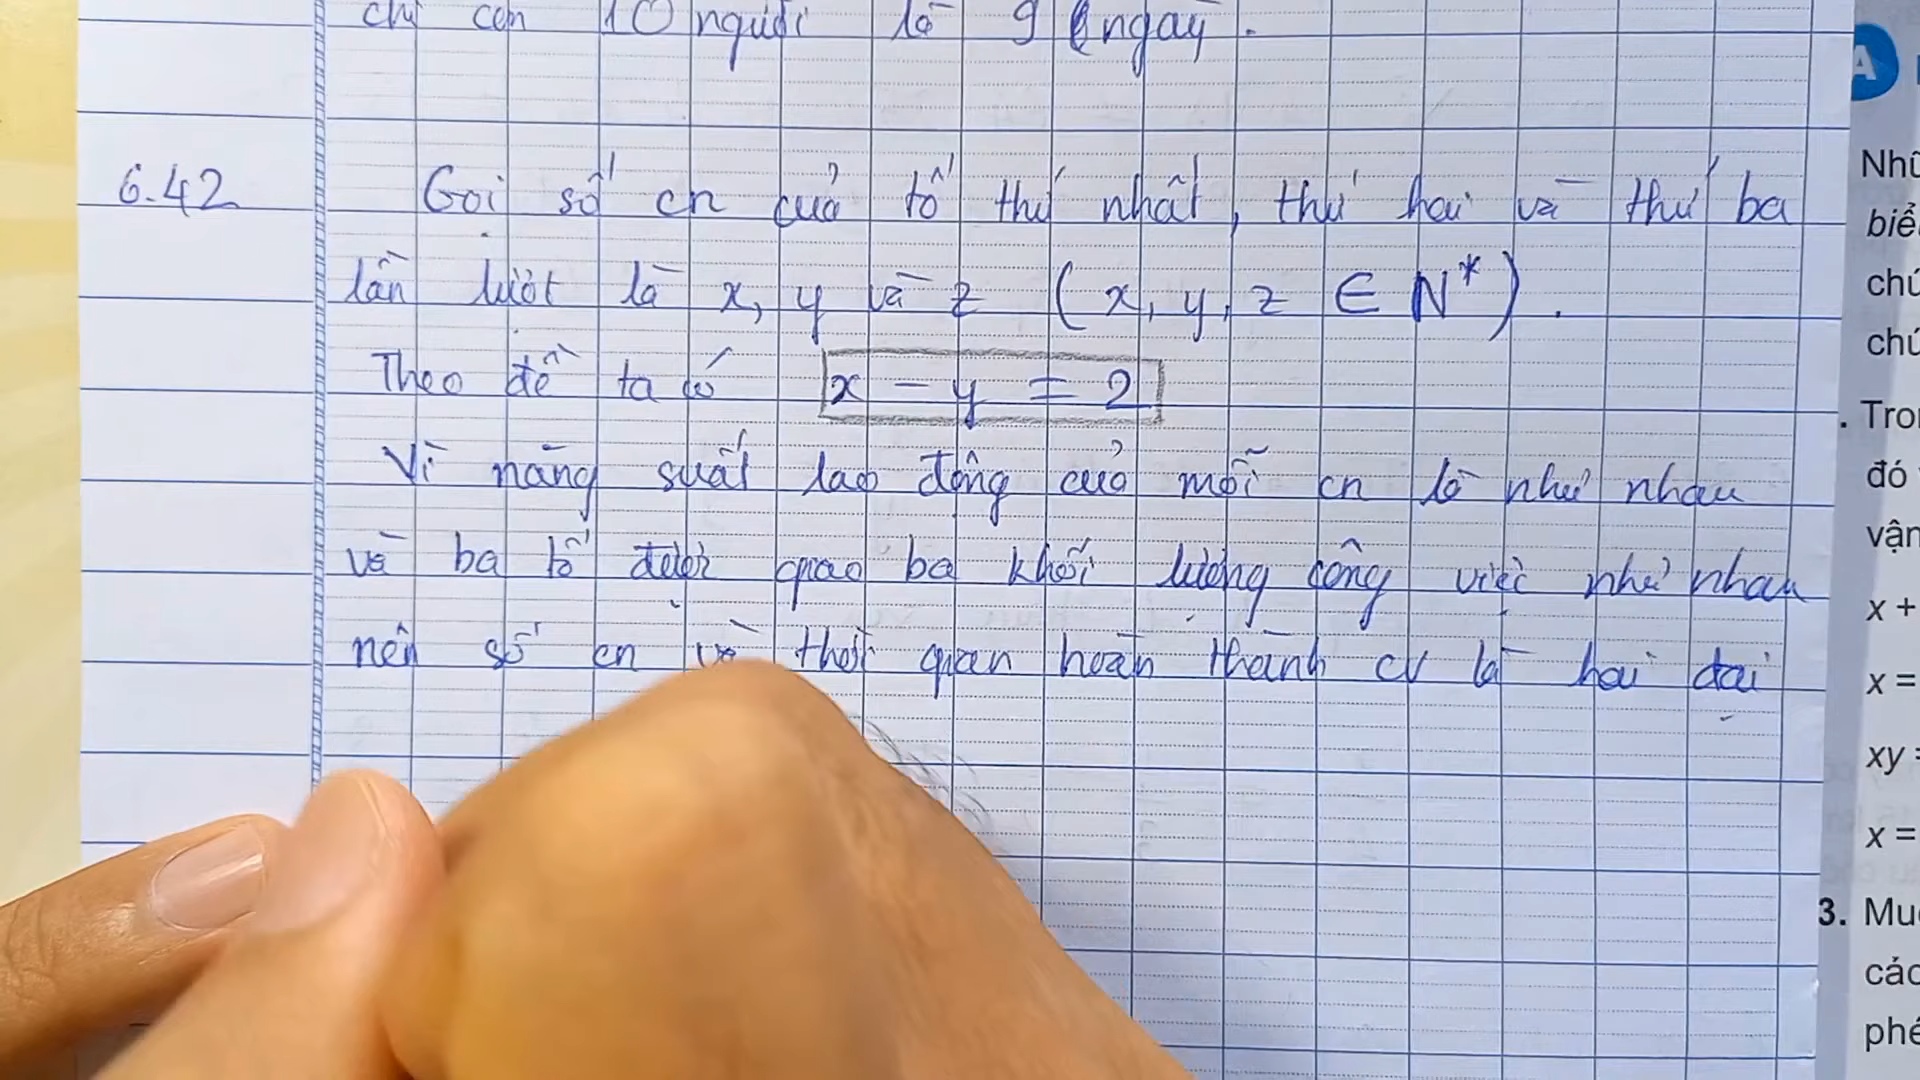 chỉ còn 10 người là 9 ngày.
6.42 Gọi số cn của tổ thứ nhất, thứ hai và thứ ba
lần lượt là x, y và z (x, y, z ∈ N*).
Theo đề ta có x - y = 2
Vì năng suất lao động của mỗi cn là như nhau
và ba tổ được giao ba khối lượng công việc như nhau
nên số cn và thời gian hoàn thành cv là hai đại
A
biể
chú
Tro
đó
vận
x +
x =
xy =
x =
3. Mu
các